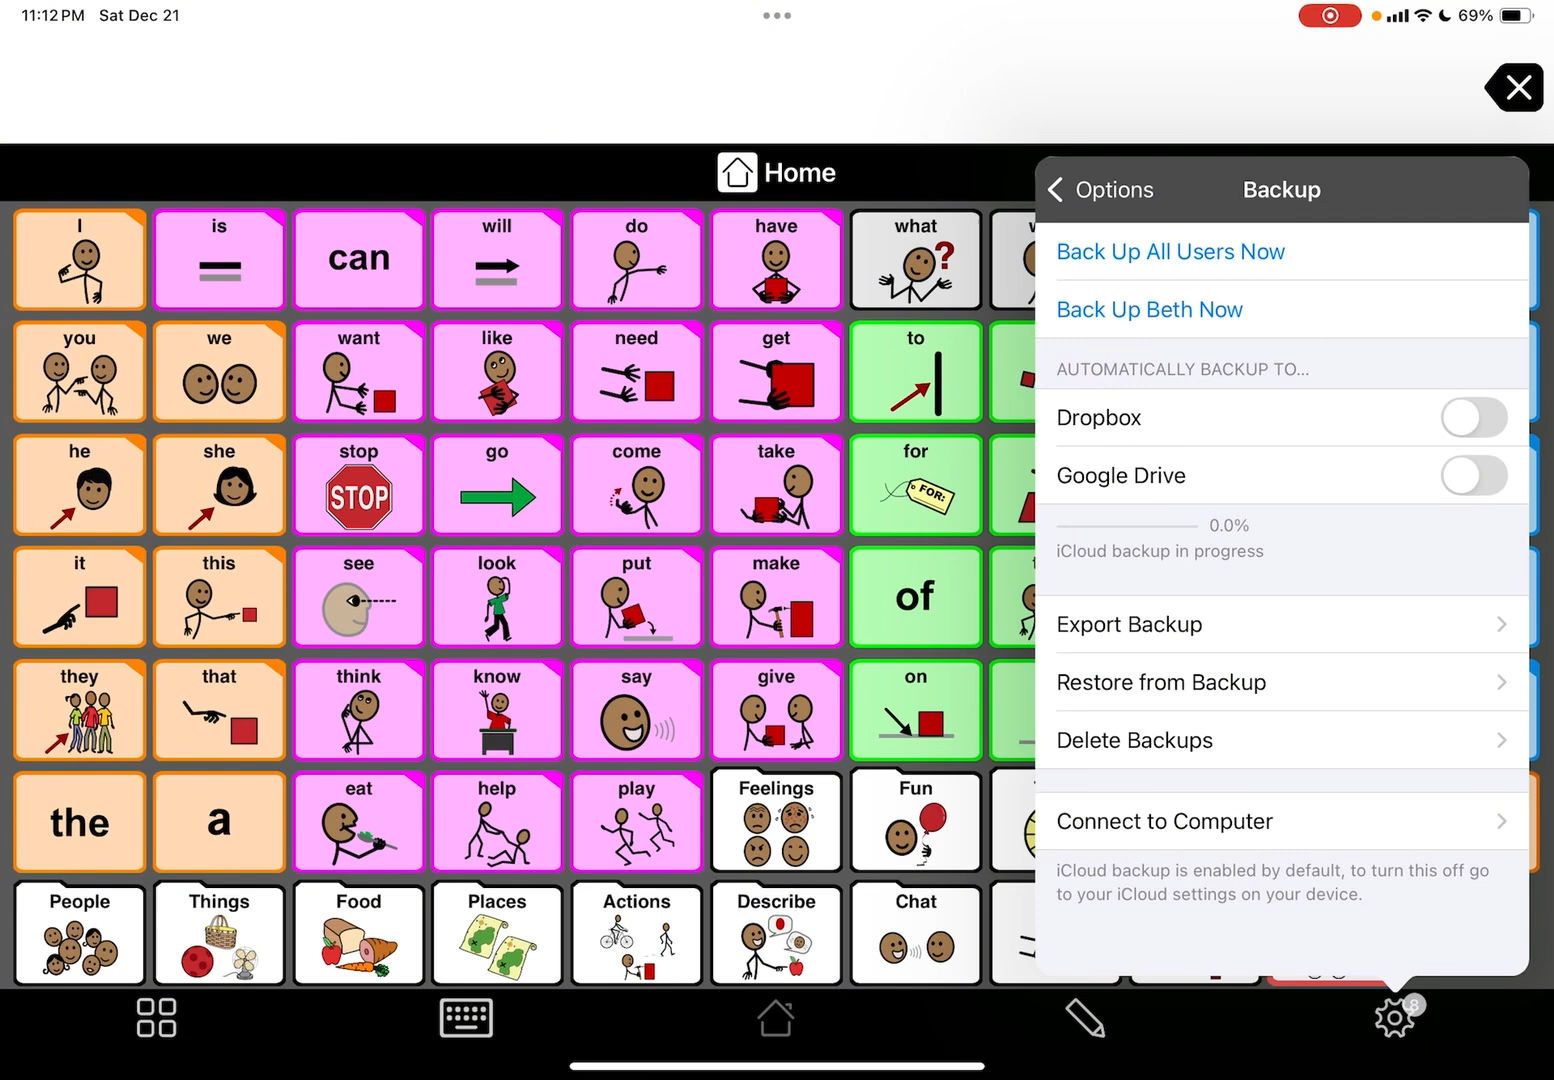 11:12 PM Sat Dec 21
69%
Home
Options
Backup
Back Up All Users Now
Back Up Beth Now
AUTOMATICALLY BACKUP TO...
Dropbox
Google Drive
0.0%
iCloud backup in progress
Export Backup
Restore from Backup
Delete Backups
Connect to Computer
iCloud backup is enabled by default, to turn this off go
to your iCloud settings on your device.
I is can will do have what
you we want like need get to
he she stop go come take for
STOP
FOR:
it this see look put make of
they that think know say give on
the a eat help play Feelings Fun
People Things Food Places Actions Describe Chat
8